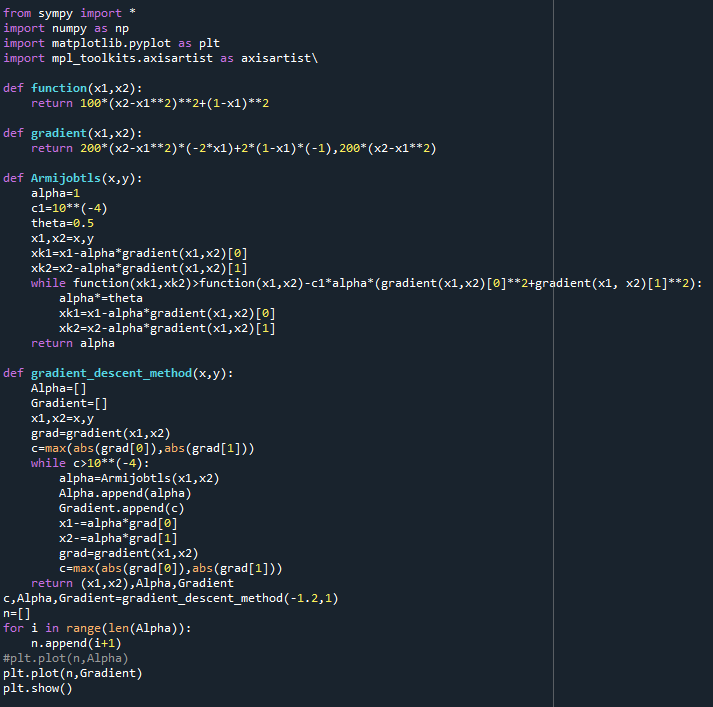 from sympy import *
import numpy as np
import matplotlib.pyplot as plt
import mpl_toolkits.axisartist as axisartist\

def function(x1,x2):
    return 100*(x2-x1**2)**2+(1-x1)**2

def gradient(x1,x2):
    return 200*(x2-x1**2)*(-2*x1)+2*(1-x1)*(-1),200*(x2-x1**2)

def Armijobtls(x,y):
    alpha=1
    c1=10**(-4)
    theta=0.5
    x1,x2=x,y
    xk1=x1-alpha*gradient(x1,x2)[0]
    xk2=x2-alpha*gradient(x1,x2)[1]
    while function(xk1,xk2)>function(x1,x2)-c1*alpha*(gradient(x1,x2)[0]**2+gradient(x1, x2)[1]**2):
        alpha*=theta
        xk1=x1-alpha*gradient(x1,x2)[0]
        xk2=x2-alpha*gradient(x1,x2)[1]
    return alpha

def gradient_descent_method(x,y):
    Alpha=[]
    Gradient=[]
    x1,x2=x,y
    grad=gradient(x1,x2)
    c=max(abs(grad[0]),abs(grad[1]))
    while c>10**(-4):
        alpha=Armijobtls(x1,x2)
        Alpha.append(alpha)
        Gradient.append(c)
        x1-=alpha*grad[0]
        x2-=alpha*grad[1]
        grad=gradient(x1,x2)
        c=max(abs(grad[0]),abs(grad[1]))
    return (x1,x2),Alpha,Gradient
c,Alpha,Gradient=gradient_descent_method(-1.2,1)
n=[]
for i in range(len(Alpha)):
    n.append(i+1)
#plt.plot(n,Alpha)
plt.plot(n,Gradient)
plt.show()